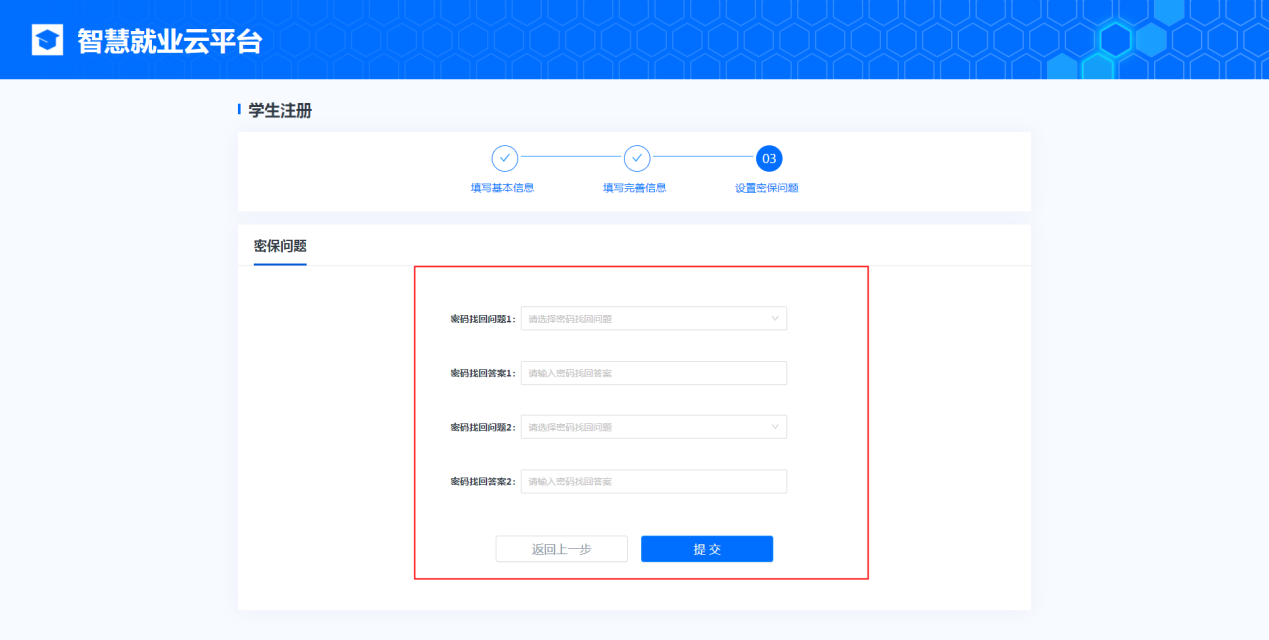 智慧就业云平台
学生注册
03
填写基本信息 填写完善信息 设置密保问题
密保问题
密码找回问题1: 请选择密码找回问题
密码找回答案1: 请输入密码找回答案
密码找回问题2: 请选择密码找回问题
密码找回答案2: 请输入密码找回答案
返回上一步 提交